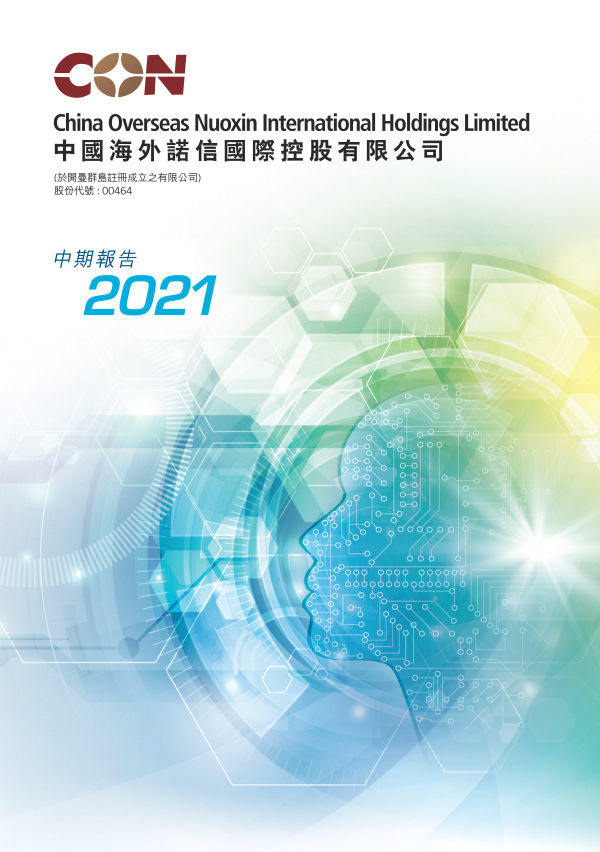 CON
China Overseas Nuoxin International Holdings Limited
中國海外諾信國際控股有限公司
(於開曼群島註冊成立之有限公司)
股份代號 : 00464
中期報告
2021